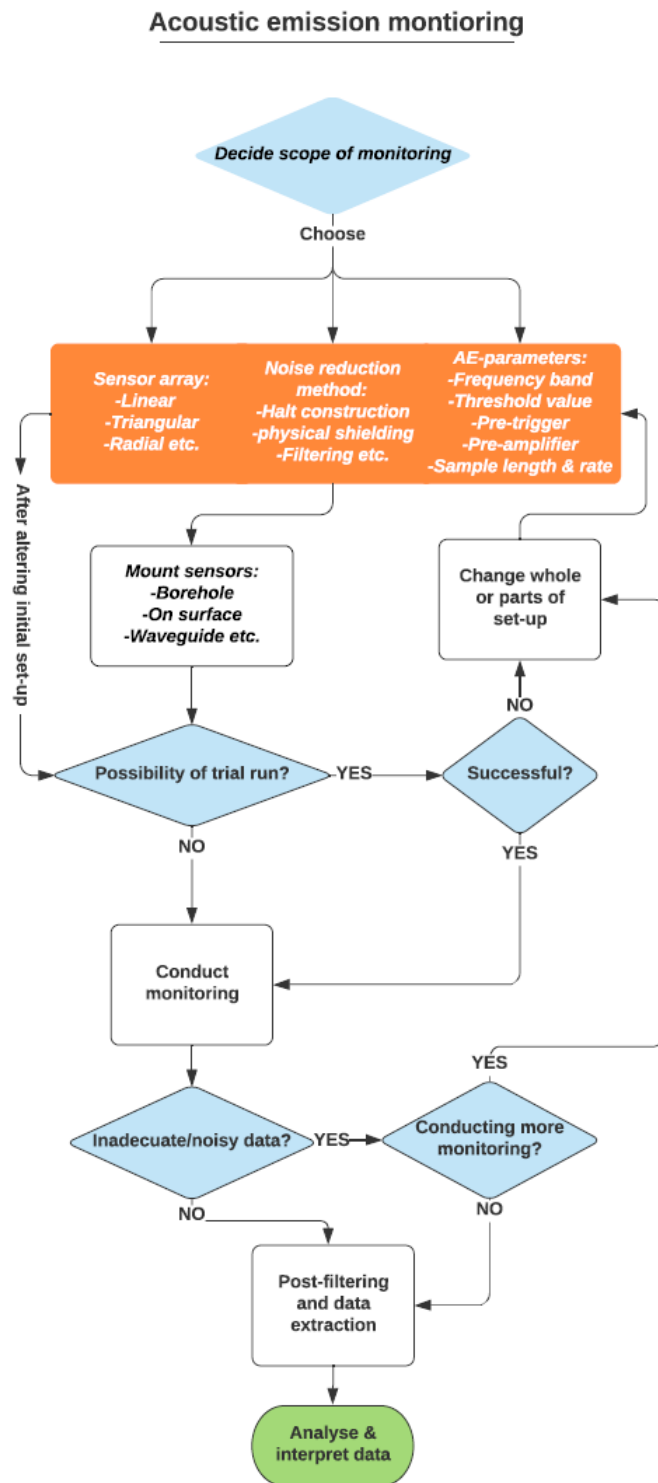 Acoustic emission montioring
Decide scope of monitoring
Choose
Sensor array:
-Linear
-Triangular
-Radial etc.
Noise reduction
method:
-Halt construction
-physical shielding
-Filtering etc.
AE-parameters:
-Frequency band
-Threshold value
-Pre-trigger
-Pre-amplifier
-Sample length & rate
After altering initial set-up
Mount sensors:
-Borehole
-On surface
-Waveguide etc.
Change whole
or parts of
set-up
NO
Possibility of trial run?
YES
Successful?
NO
YES
Conduct
monitoring
YES
Inadecuate/noisy data?
YES
Conducting more
monitoring?
NO
NO
Post-filtering
and data
extraction
Analyse &
interpret data